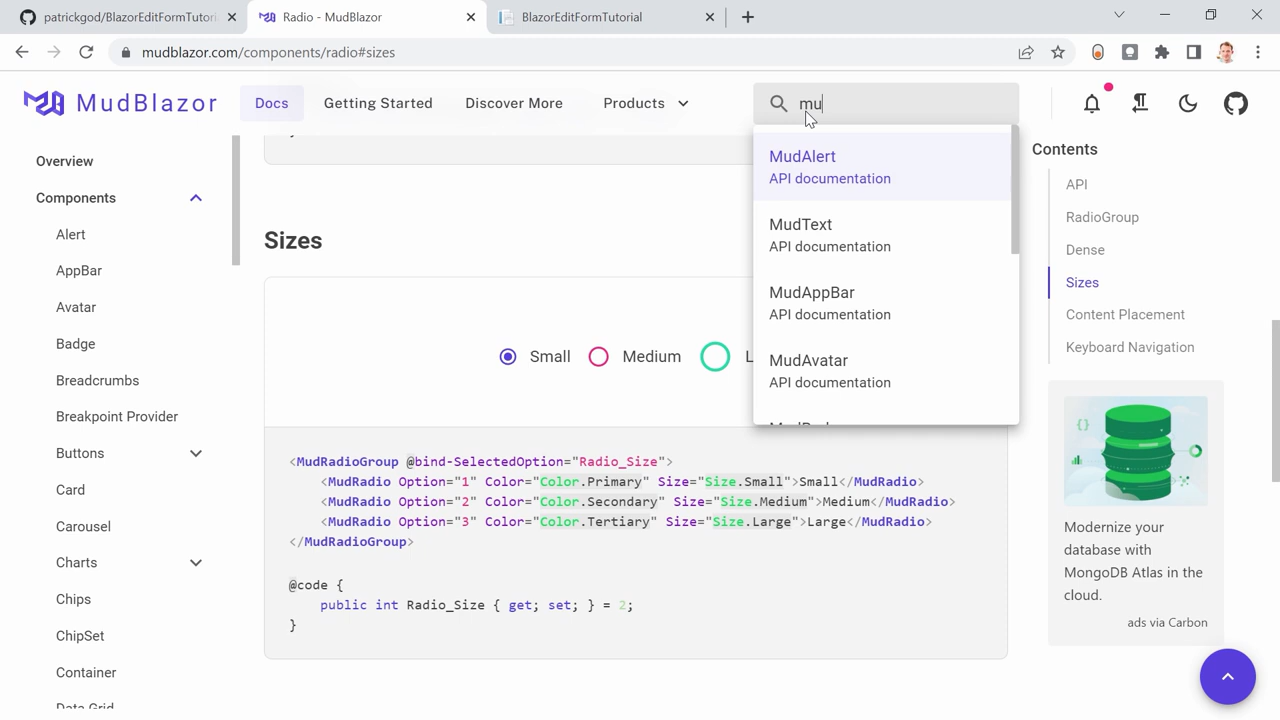 patrickgod/BlazorEditFormTutori
Radio - MudBlazor
BlazorEditFormTutorial
mudblazor.com/components/radio#sizes
MudBlazor
Docs
Getting Started
Discover More
Products
mu
MudAlert
API documentation
MudText
API documentation
MudAppBar
API documentation
MudAvatar
API documentation
Overview
Components
Alert
AppBar
Avatar
Badge
Breadcrumbs
Breakpoint Provider
Buttons
Card
Carousel
Charts
Chips
ChipSet
Container
Data Grid
Sizes
Small
Medium
L
<MudRadioGroup @bind-SelectedOption="Radio_Size">
<MudRadio Option="1" Color="Color.Primary" Size="Size.Small">Small</MudRadio>
<MudRadio Option="2" Color="Color.Secondary" Size="Size.Medium">Medium</MudRadio>
<MudRadio Option="3" Color="Color.Tertiary" Size="Size.Large">Large</MudRadio>
</MudRadioGroup>
@code {
public int Radio_Size { get; set; } = 2;
}
Contents
API
RadioGroup
Dense
Sizes
Content Placement
Keyboard Navigation
Modernize your
database with
MongoDB Atlas in the
cloud.
ads via Carbon